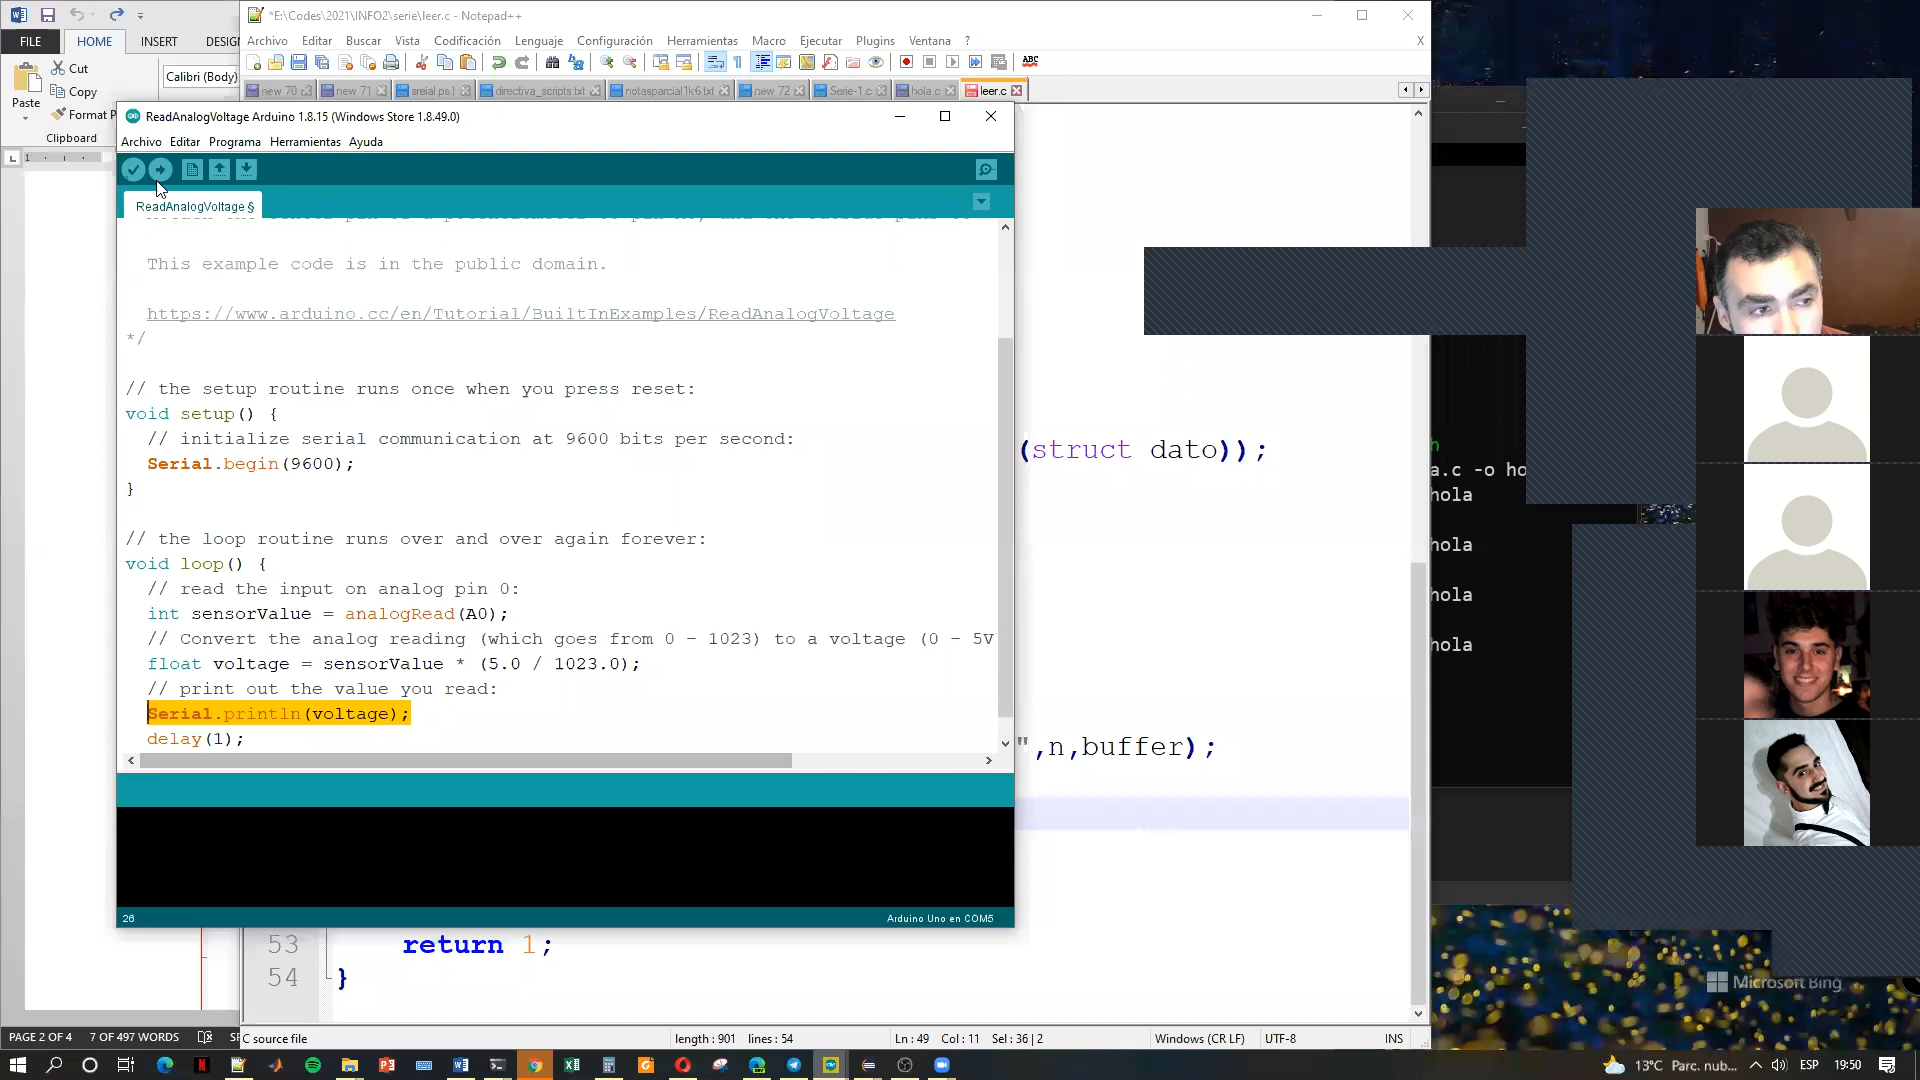 *E:\Codes\2021\INFO2\serie\leer.c - Notepad++
FILE HOME INSERT DESIG
Archivo Editar Buscar Vista Codificación Lenguaje Configuración Herramientas Macro Ejecutar Plugins Ventana ? X
Cut
Copy
Format P
Paste
Clipboard
Calibri (Body)
new 70 new 71 sreial.ps1 directiva_scripts.txt notasparcial1k6.txt new 72 Serie-1.c hola.c leer.c
ReadAnalogVoltage Arduino 1.8.15 (Windows Store 1.8.49.0)
Archivo Editar Programa Herramientas Ayuda
ReadAnalogVoltage §
This example code is in the public domain.
https://www.arduino.cc/en/Tutorial/BuiltInExamples/ReadAnalogVoltage
*/
// the setup routine runs once when you press reset:
void setup() {
// initialize serial communication at 9600 bits per second:
Serial.begin(9600);
}
// the loop routine runs over and over again forever:
void loop() {
// read the input on analog pin 0:
int sensorValue = analogRead(A0);
// Convert the analog reading (which goes from 0 - 1023) to a voltage (0 - 5V
float voltage = sensorValue * (5.0 / 1023.0);
// print out the value you read:
Serial.println(voltage);
delay(1);
26
Arduino Uno en COM5
(struct dato));
",n,buffer);
53 return 1;
54 }
h
a.c -o ho
hola
hola
hola
hola
Microsoft Bing
PAGE 2 OF 4 7 OF 497 WORDS
C source file length : 901 lines : 54 Ln : 49 Col : 11 Sel : 36 | 2 Windows (CR LF) UTF-8 INS
13°C Parc. nub... ESP 19:50